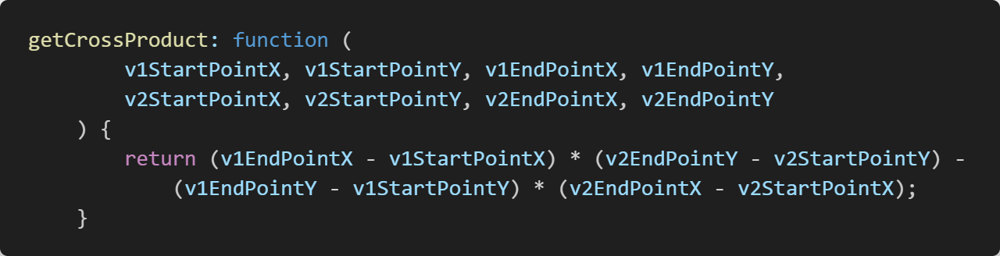 getCrossProduct: function (
        v1StartPointX, v1StartPointY, v1EndPointX, v1EndPointY,
        v2StartPointX, v2StartPointY, v2EndPointX, v2EndPointY
    ) {
        return (v1EndPointX - v1StartPointX) * (v2EndPointY - v2StartPointY) -
            (v1EndPointY - v1StartPointY) * (v2EndPointX - v2StartPointX);
    }